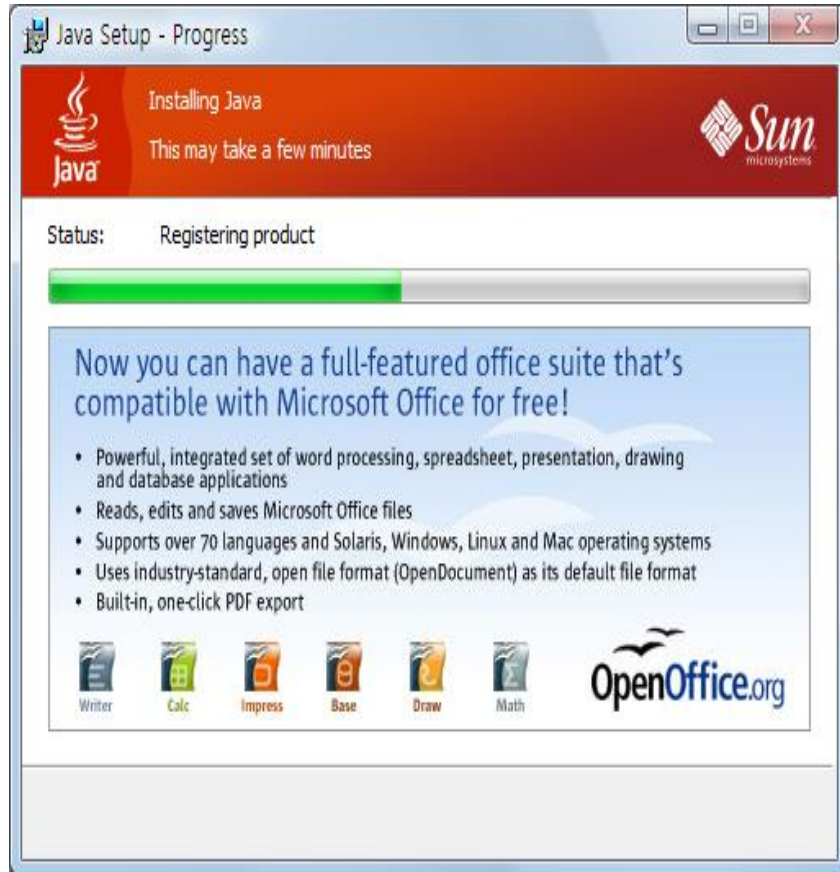 Java Setup - Progress
Java
Installing Java
This may take a few minutes
Sun
microsystems
Status: Registering product
Now you can have a full-featured office suite that's
compatible with Microsoft Office for free!
• Powerful, integrated set of word processing, spreadsheet, presentation, drawing
and database applications
• Reads, edits and saves Microsoft Office files
• Supports over 70 languages and Solaris, Windows, Linux and Mac operating systems
• Uses industry-standard, open file format (OpenDocument) as its default file format
• Built-in, one-click PDF export
Writer Calc Impress Base Draw Math
OpenOffice.org